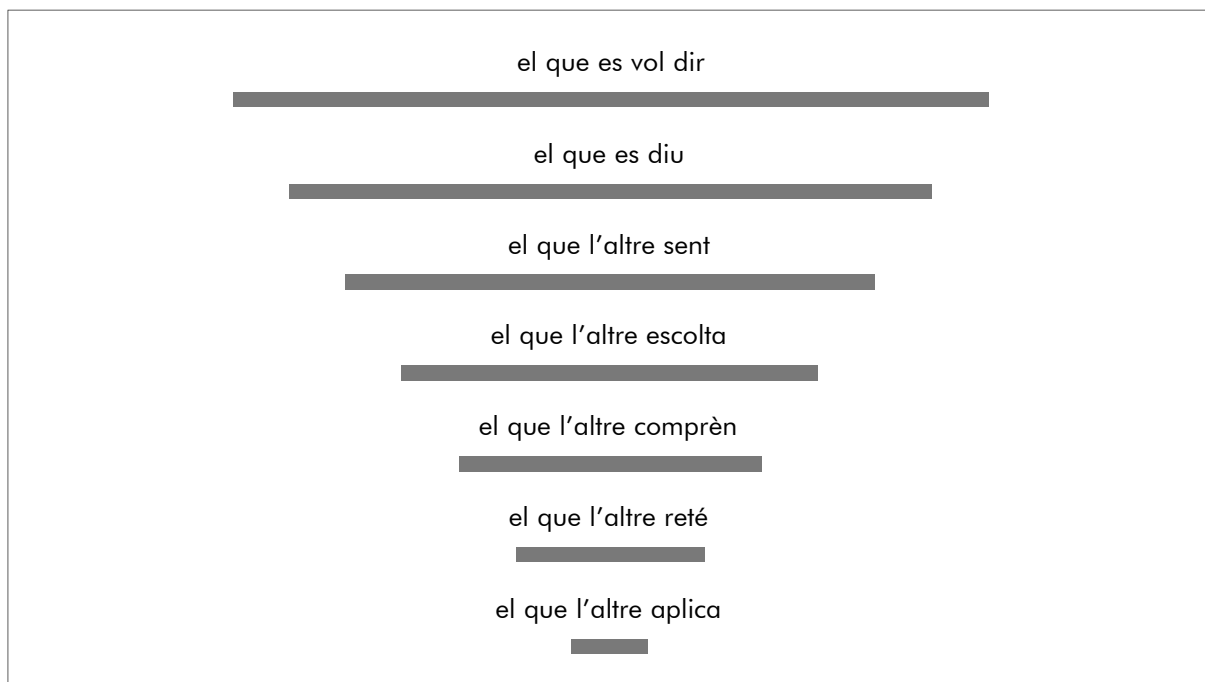 el que es vol dir
el que es diu
el que l’altre sent
el que l’altre escolta
el que l’altre comprèn
el que l’altre reté
el que l’altre aplica